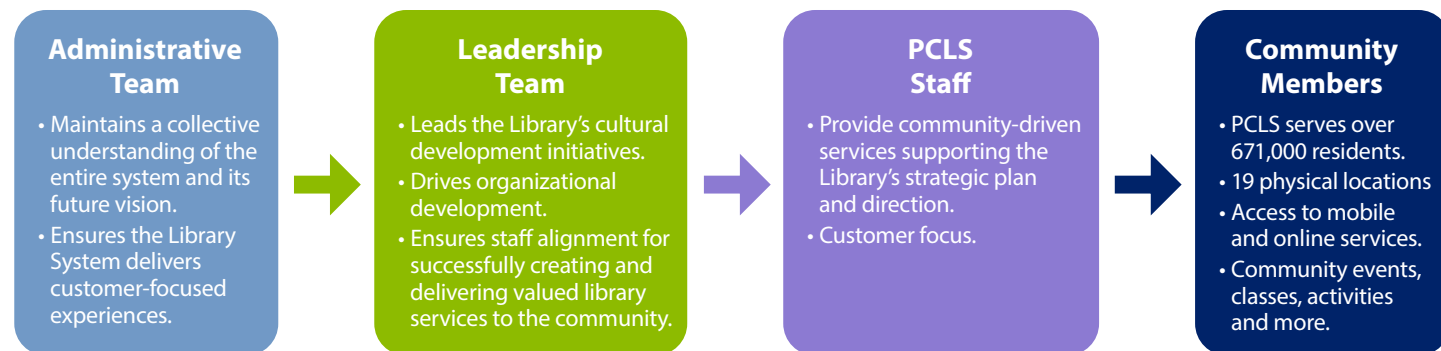 Administrative
Team
• Maintains a collective
understanding of the
entire system and its
future vision.
• Ensures the Library
System delivers
customer-focused
experiences.
Leadership
Team
• Leads the Library’s cultural
development initiatives.
• Drives organizational
development.
• Ensures staff alignment for
successfully creating and
delivering valued library
services to the community.
PCLS
Staff
• Provide community-driven
services supporting the
Library’s strategic plan
and direction.
• Customer focus.
Community
Members
• PCLS serves over
671,000 residents.
• 19 physical locations
• Access to mobile
and online services.
• Community events,
classes, activities
and more.